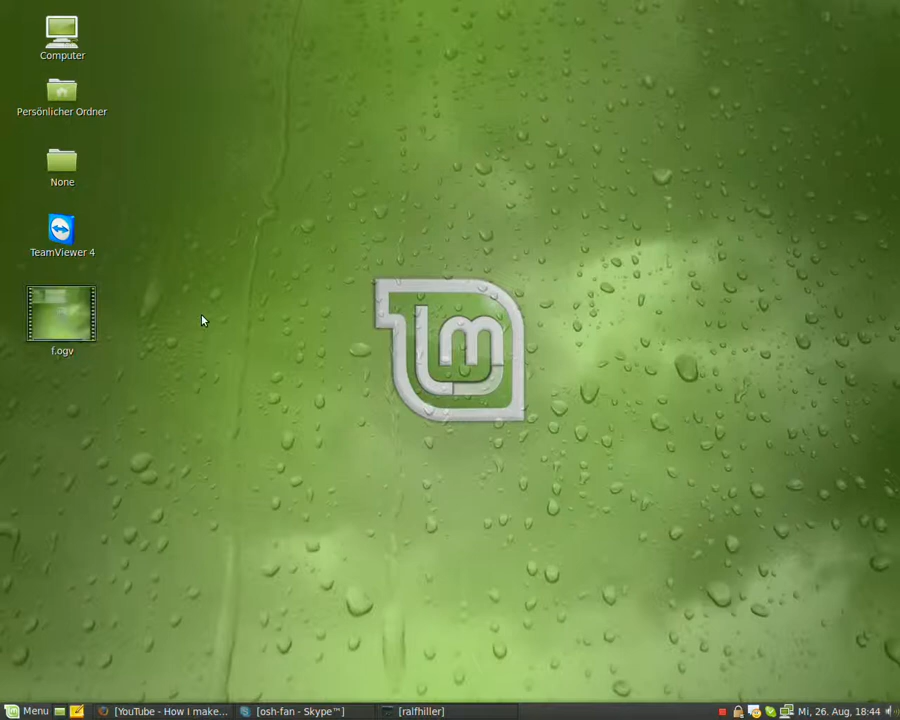 Computer
Persönlicher Ordner
None
TeamViewer 4
f.ogv
lm
Menu
[YouTube - How I make...
[osh-fan - Skype™]
[ralfhiller]
Mi, 26. Aug, 18:44